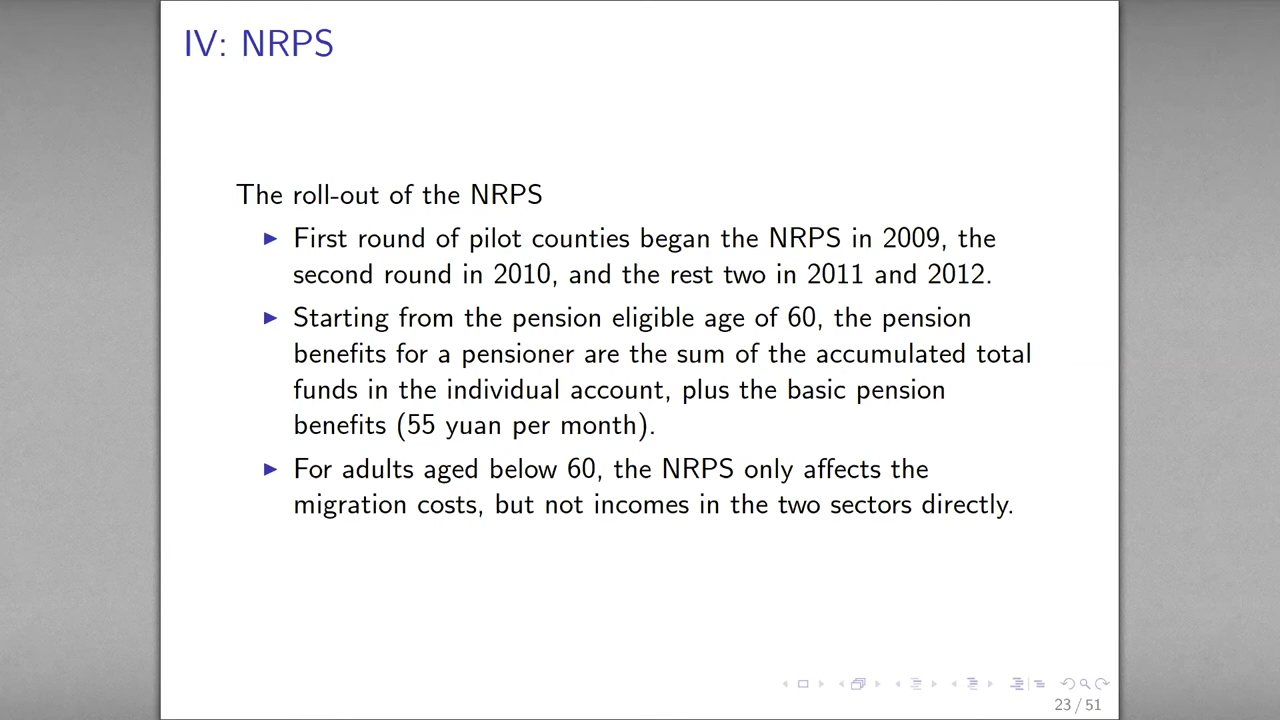 IV: NRPS
The roll-out of the NRPS
▶ First round of pilot counties began the NRPS in 2009, the
second round in 2010, and the rest two in 2011 and 2012.
▶ Starting from the pension eligible age of 60, the pension
benefits for a pensioner are the sum of the accumulated total
funds in the individual account, plus the basic pension
benefits (55 yuan per month).
▶ For adults aged below 60, the NRPS only affects the
migration costs, but not incomes in the two sectors directly.
23 / 51